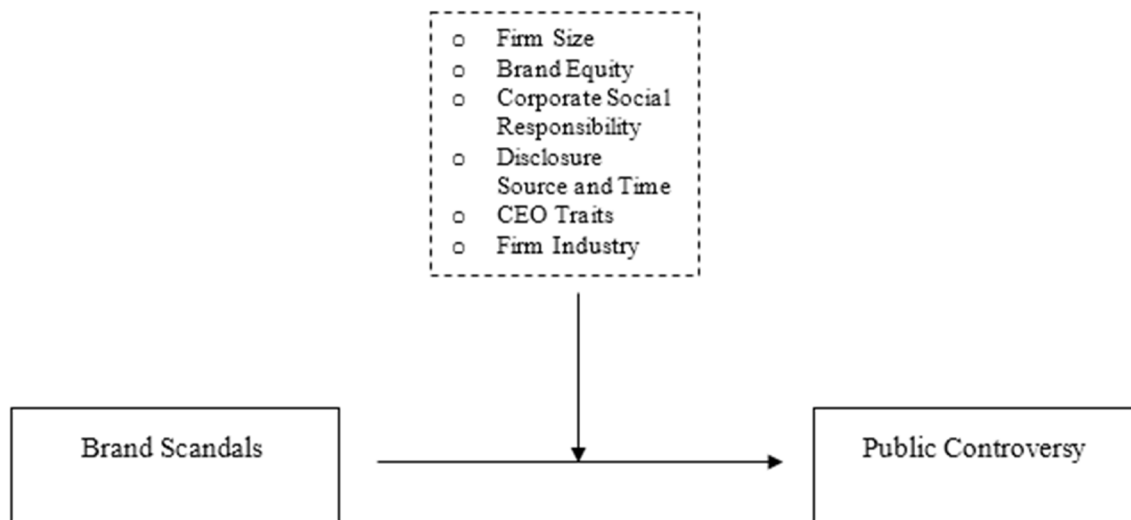 o Firm Size
o Brand Equity
o Corporate Social
Responsibility
o Disclosure
Source and Time
o CEO Traits
o Firm Industry
Brand Scandals
Public Controversy